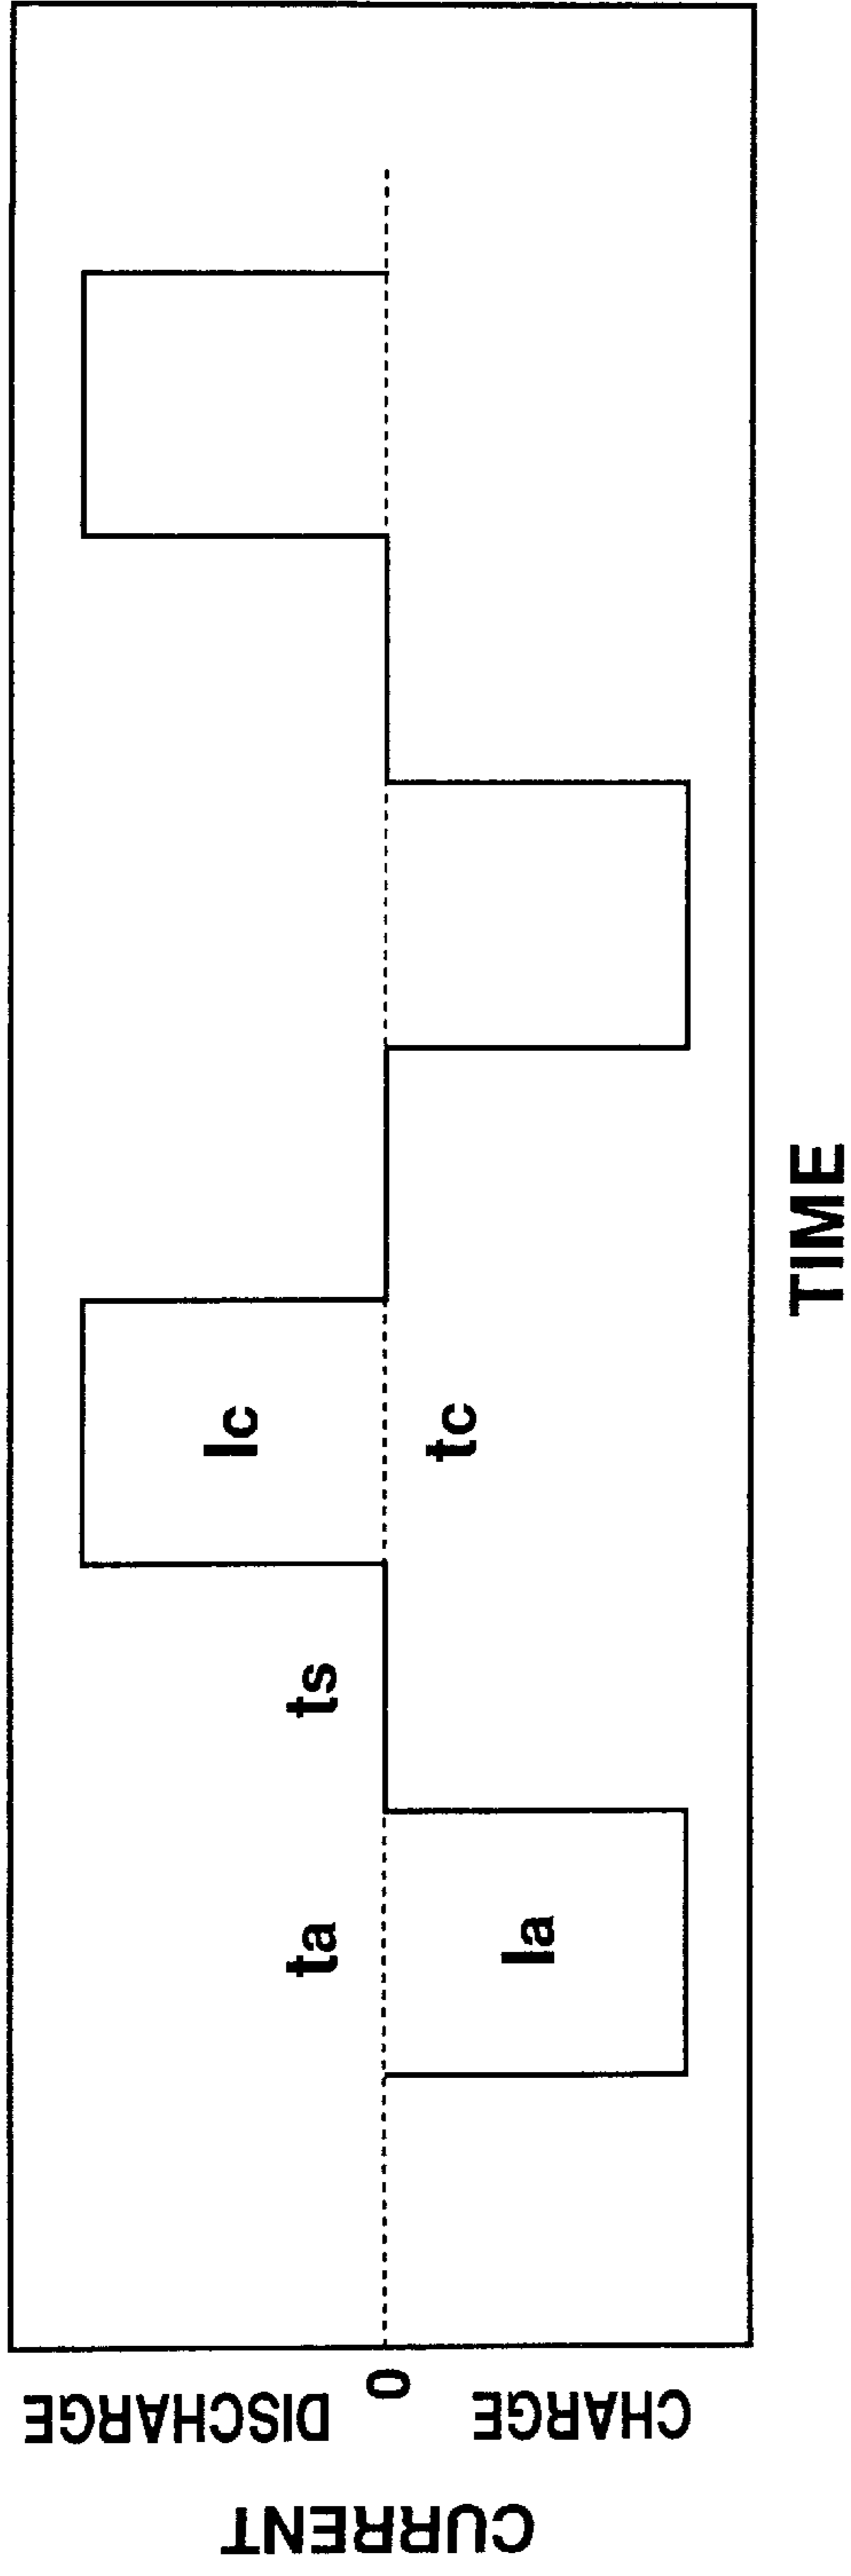 CURRENT
DISCHARGE
0
CHARGE
ta
Ia
ts
Ic
tc
TIME